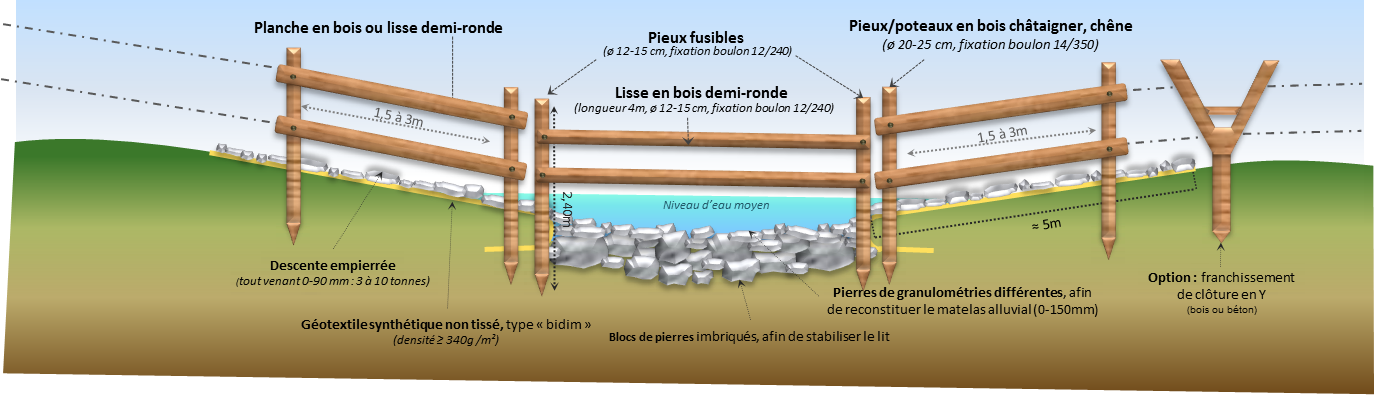 Planche en bois ou lisse demi-ronde
Pieux fusibles
(ø 12-15 cm, fixation boulon 12/240)
Pieux/poteaux en bois châtaigner, chêne
(ø 20-25 cm, fixation boulon 14/350)
Lisse en bois demi-ronde
(longueur 4m, ø 12-15 cm, fixation boulon 12/240)
1,5 à 3m
1,5 à 3m
2,40m
Niveau d'eau moyen
≈ 5m
Descente empierrée
(tout venant 0-90 mm : 3 à 10 tonnes)
Géotextile synthétique non tissé, type « bidim »
(densité ≥ 340g /m²)
Blocs de pierres imbriqués, afin de stabiliser le lit
Pierres de granulométries différentes, afin
de reconstituer le matelas alluvial (0-150mm)
Option : franchissement
de clôture en Y
(bois ou béton)